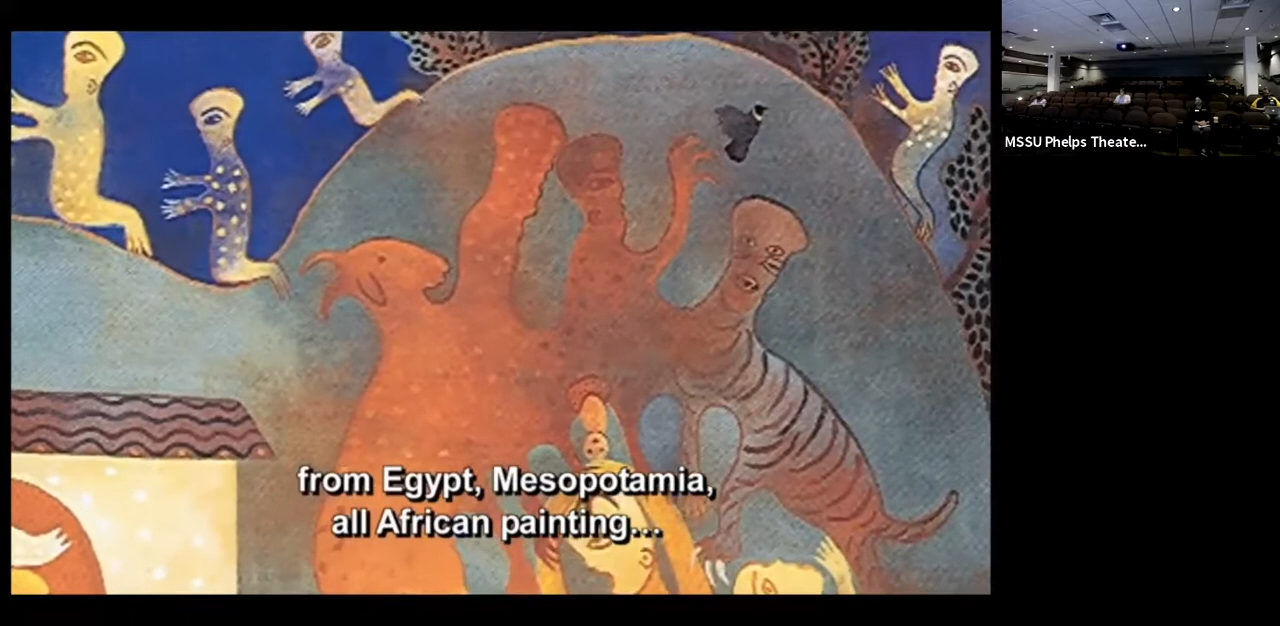 from Egypt, Mesopotamia,
all African painting...
MSSU Phelps Theate...